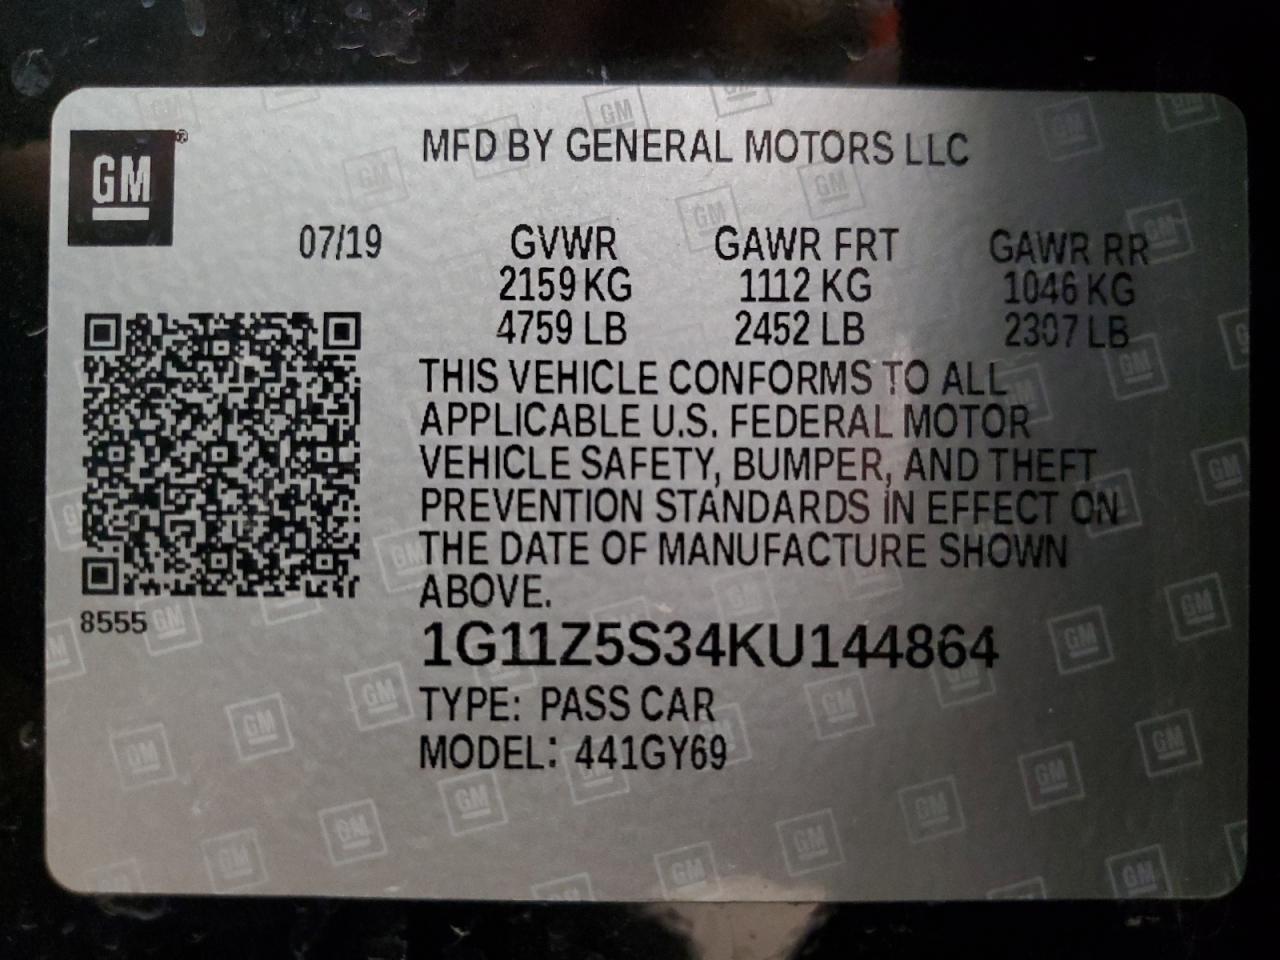 GM
MFD BY GENERAL MOTORS LLC
07/19 GVWR GAWR FRT GAWR RR
2159 KG 1112 KG 1046 KG
4759 LB 2452 LB 2307 LB
THIS VEHICLE CONFORMS TO ALL
APPLICABLE U.S. FEDERAL MOTOR
VEHICLE SAFETY, BUMPER, AND THEFT
PREVENTION STANDARDS IN EFFECT ON
THE DATE OF MANUFACTURE SHOWN
ABOVE.
8555
1G11Z5S34KU144864
TYPE: PASS CAR
MODEL: 441GY69